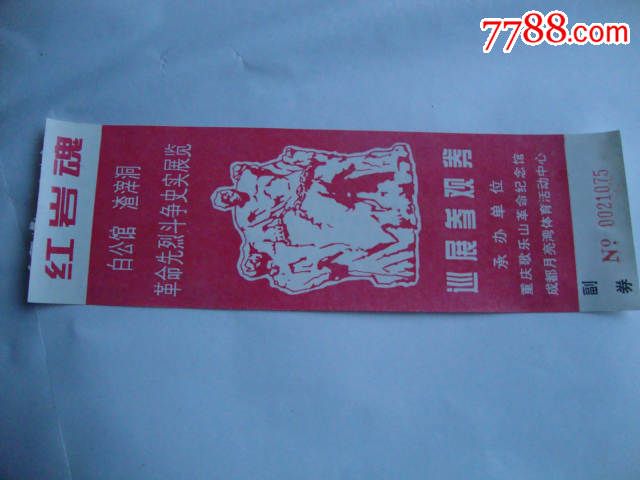 7788.com
红岩魂
白公馆 渣滓洞
革命先烈斗争史实展览
巡展参观券
承办单位
重庆歌乐山革命纪念馆
成都月亮湾体育活动中心
No 0021075
副券